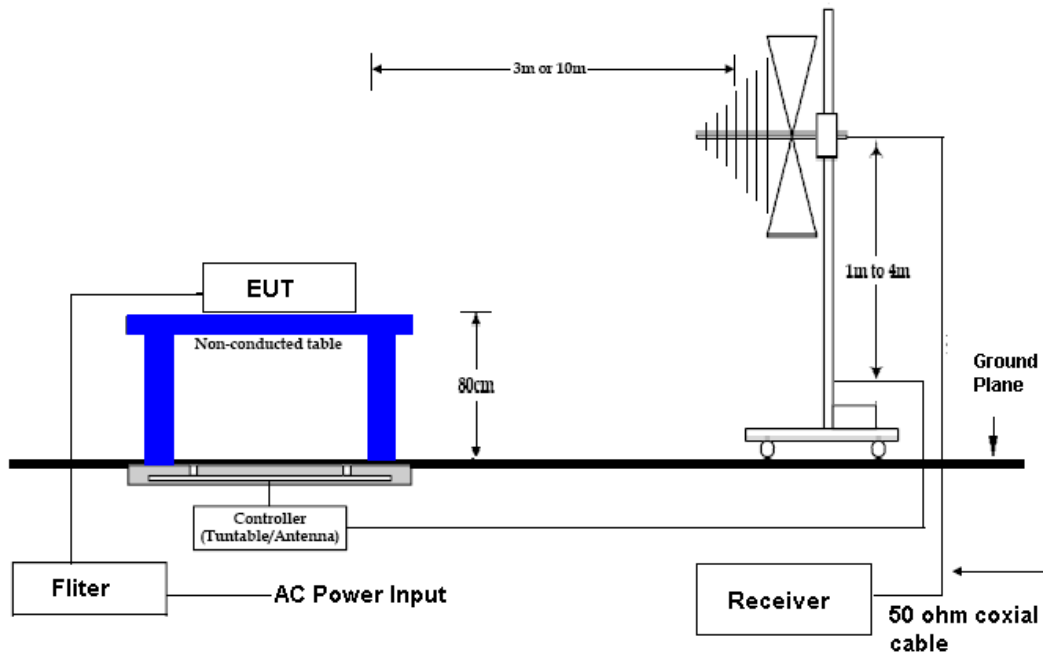 3m or 10m
EUT
1m to 4m
Non-conducted table
80cm
Ground
Plane
Controller
(Tuntable/Antenna)
Fliter
AC Power Input
Receiver
50 ohm coxial
cable